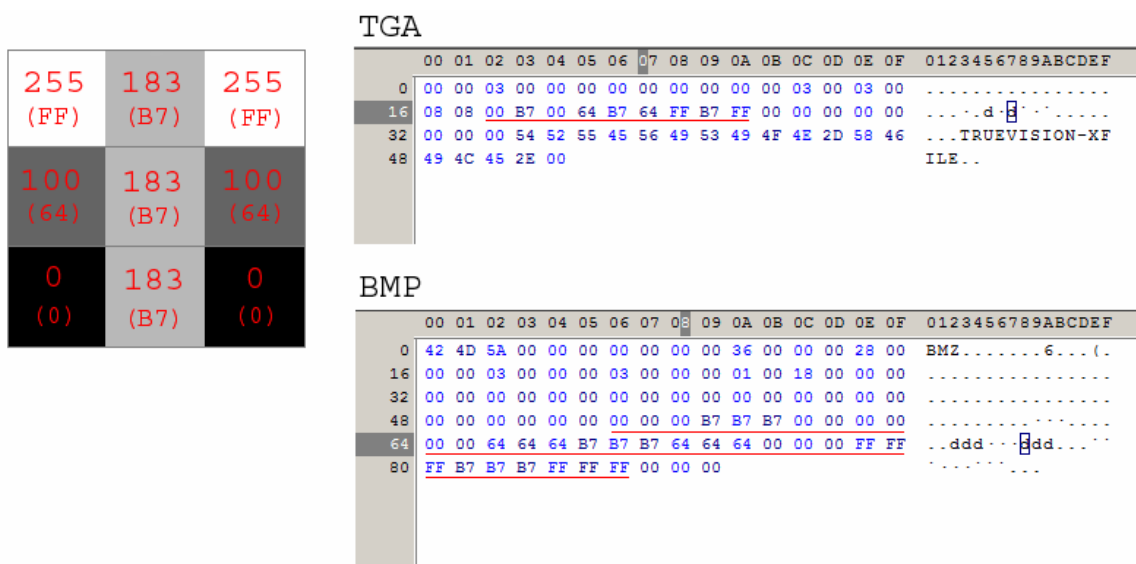 TGA
255 183 255
(FF) (B7) (FF)
100 183 100
(64) (B7) (64)
0 183 0
(0) (B7) (0)
00 01 02 03 04 05 06 07 08 09 0A 0B 0C 0D 0E 0F 0123456789ABCDEF
0 00 00 03 00 00 00 00 00 00 00 00 00 03 00 03 00 ................
16 08 08 00 B7 00 64 B7 64 FF B7 FF 00 00 00 00 00 ...·.d·d``·`.....
32 00 00 00 54 52 55 45 56 49 53 49 4F 4E 2D 58 46 ...TRUEVISION-XF
48 49 4C 45 2E 00 ILE..
BMP
00 01 02 03 04 05 06 07 08 09 0A 0B 0C 0D 0E 0F 0123456789ABCDEF
0 42 4D 5A 00 00 00 00 00 00 00 36 00 00 00 28 00 BMZ.......6...(.
16 00 00 03 00 00 00 03 00 00 00 01 00 18 00 00 00 ................
32 00 00 00 00 00 00 00 00 00 00 00 00 00 00 00 00 ................
48 00 00 00 00 00 00 00 00 00 B7 B7 B7 00 00 00 00 .........···....
64 00 00 64 64 64 B7 B7 B7 64 64 64 00 00 00 FF FF ..ddd···ddd...``
80 FF B7 B7 B7 FF FF FF 00 00 00 `···```...